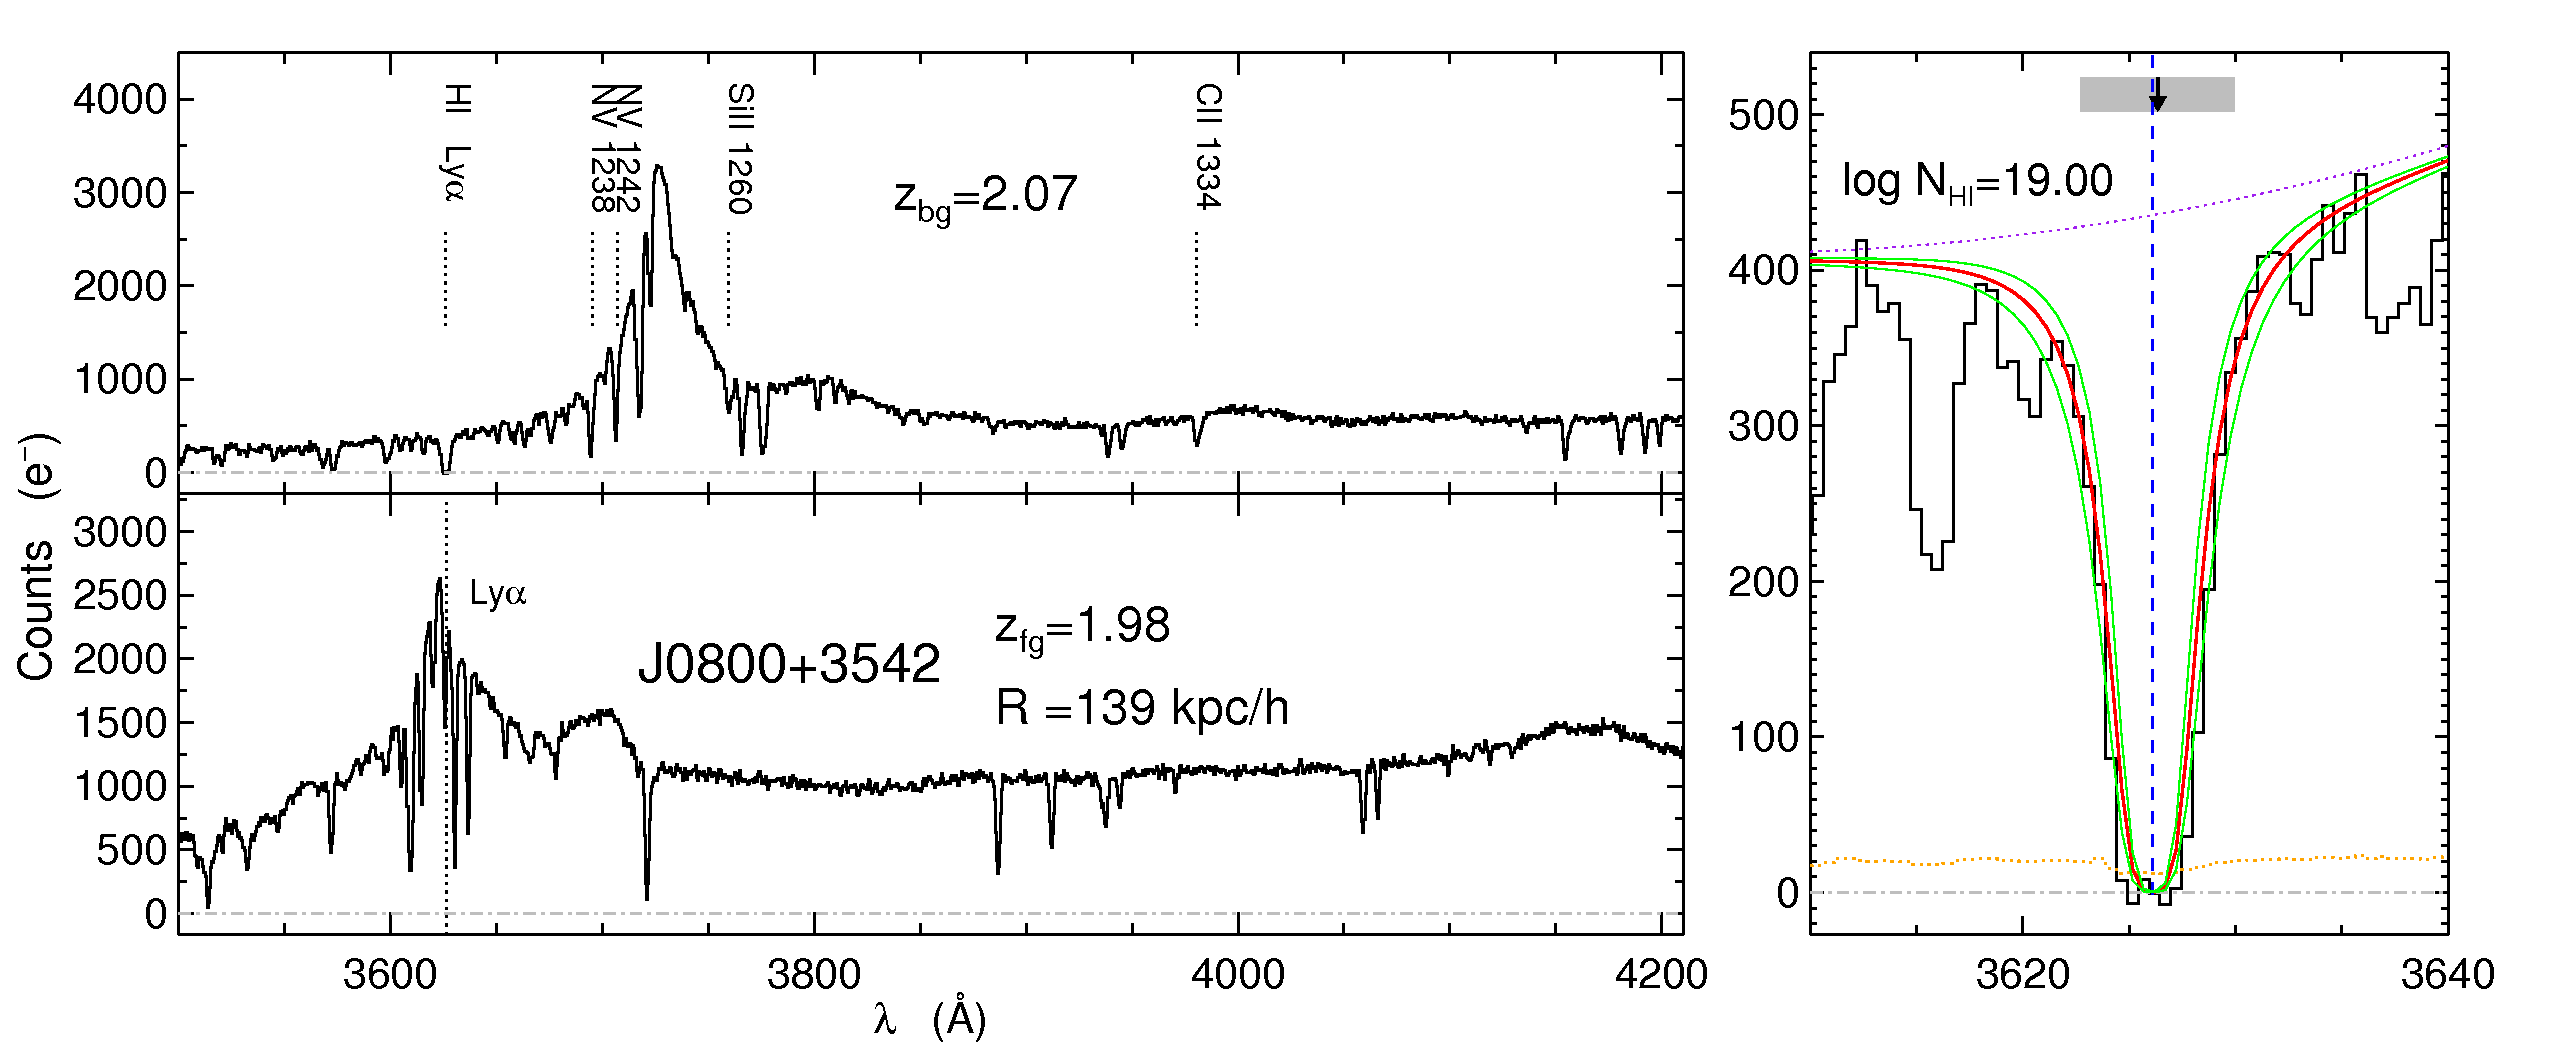 4000
3000
2000
1000
0
HI Lyα
NV 1238
NV 1242
SiII 1260
CII 1334
z_bg=2.07
3000
2500
2000
1500
1000
500
0
Lyα
J0800+3542
z_fg=1.98
R =139 kpc/h
Counts (e⁻)
3600
3800
4000
4200
λ (Å)
500
400
300
200
100
0
log N_HI=19.00
3620
3640